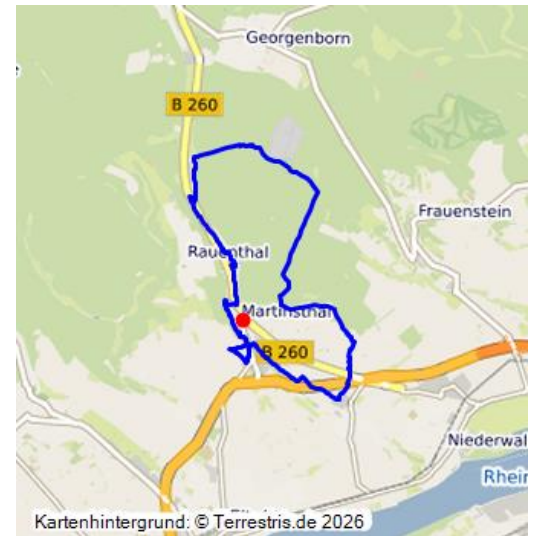 Georgenborn
B 260
Frauenstein
Rauenthal
Martinsthal
B 260
Niederwal
Rhein
Kartenhintergrund: © Terrestris.de 2026